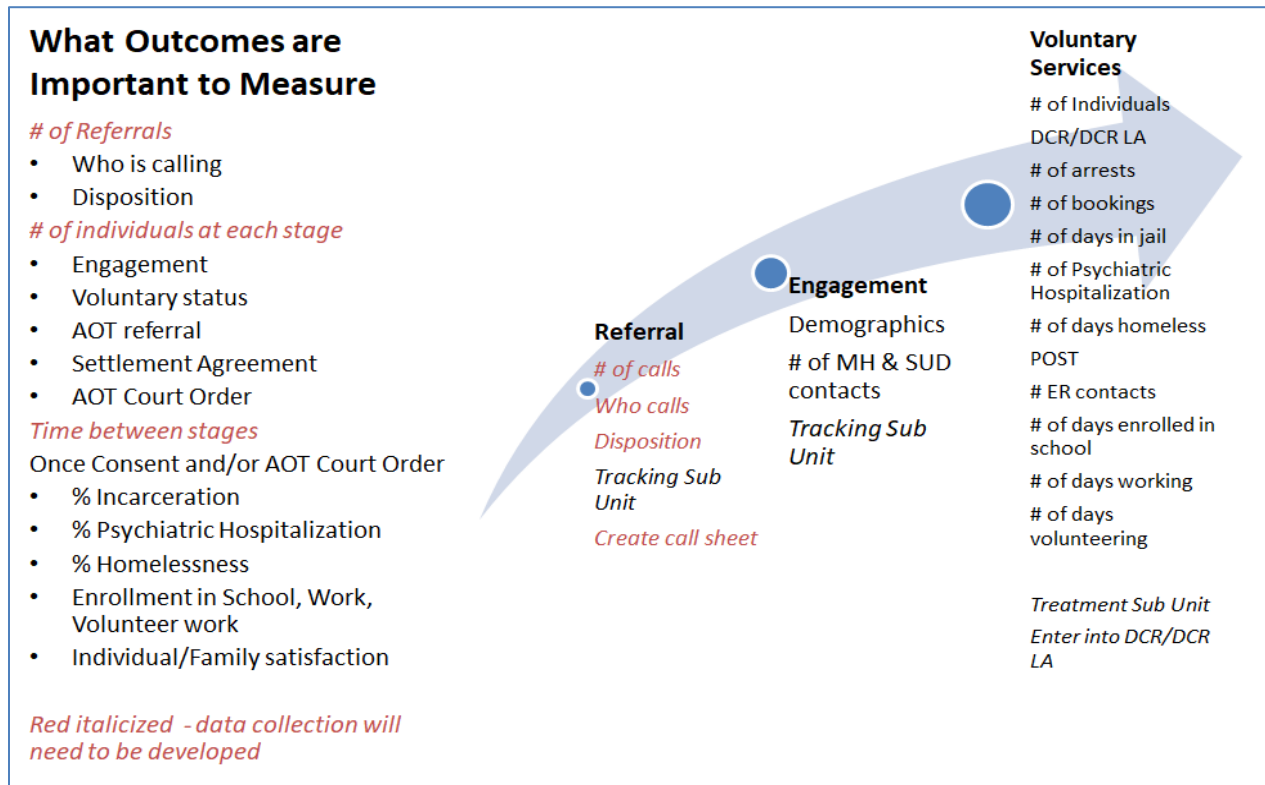 What Outcomes are
Important to Measure
# of Referrals
• Who is calling
• Disposition
# of individuals at each stage
• Engagement
• Voluntary status
• AOT referral
• Settlement Agreement
• AOT Court Order
Time between stages
Once Consent and/or AOT Court Order
• % Incarceration
• % Psychiatric Hospitalization
• % Homelessness
• Enrollment in School, Work,
Volunteer work
• Individual/Family satisfaction
Red italicized - data collection will
need to be developed
Referral
# of calls
Who calls
Disposition
Tracking Sub
Unit
Create call sheet
Engagement
Demographics
# of MH & SUD
contacts
Tracking Sub
Unit
Voluntary
Services
# of Individuals
DCR/DCR LA
# of arrests
# of bookings
# of days in jail
# of Psychiatric
Hospitalization
# of days homeless
POST
# ER contacts
# of days enrolled in
school
# of days working
# of days
volunteering
Treatment Sub Unit
Enter into DCR/DCR
LA